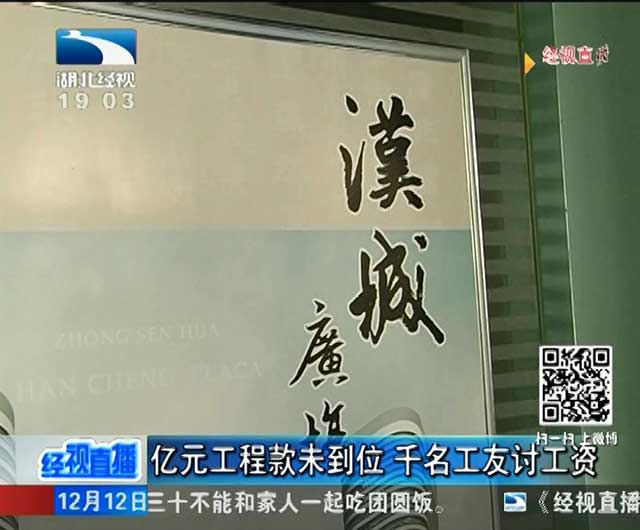 湖北经视
19 03
经视直播
漢城
廣
ZHONG SEN HUA
HAN CHENG PLACA
扫一扫 上微博
经视直播 亿元工程款未到位 千名工友讨工资
12月12日 三十不能和家人一起吃团圆饭。 《经视直播